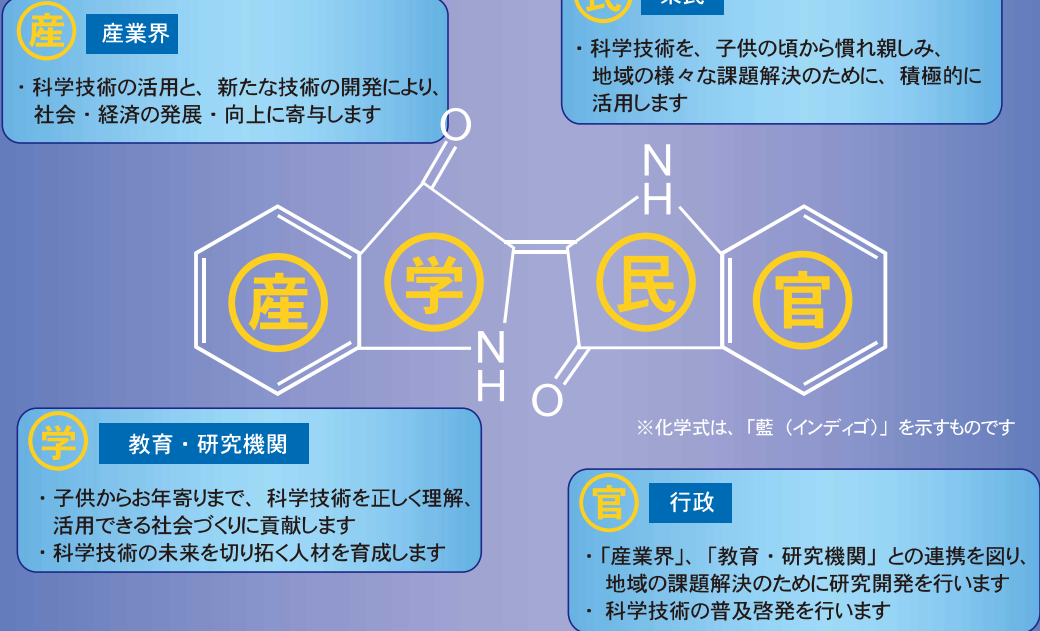 産 産業界
・科学技術の活用と、新たな技術の開発により、
社会・経済の発展・向上に寄与します
・科学技術を、子供の頃から慣れ親しみ、
地域の様々な課題解決のために、積極的に
活用します
O
N
H
産 学 民 官
N
H
O
※化学式は、「藍（インディゴ）」を示すものです
学 教育・研究機関
・子供からお年寄りまで、科学技術を正しく理解、
活用できる社会づくりに貢献します
・科学技術の未来を切り拓く人材を育成します
官 行政
・「産業界」、「教育・研究機関」との連携を図り、
地域の課題解決のために研究開発を行います
・科学技術の普及啓発を行います